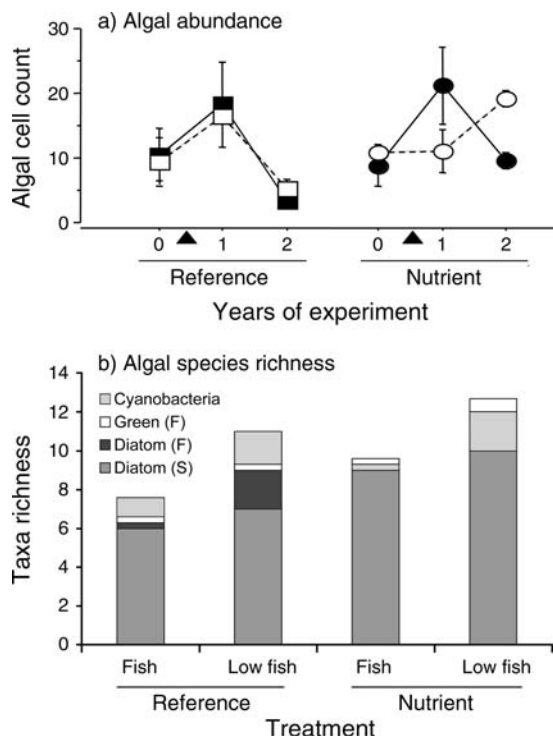 a) Algal abundance
30
20
10
0
Algal cell count
0 1 2 0 1 2
Reference Nutrient
Years of experiment
b) Algal species richness
14
12
10
8
6
4
2
0
Taxa richness
Cyanobacteria
Green (F)
Diatom (F)
Diatom (S)
Fish Low fish Fish Low fish
Reference Nutrient
Treatment